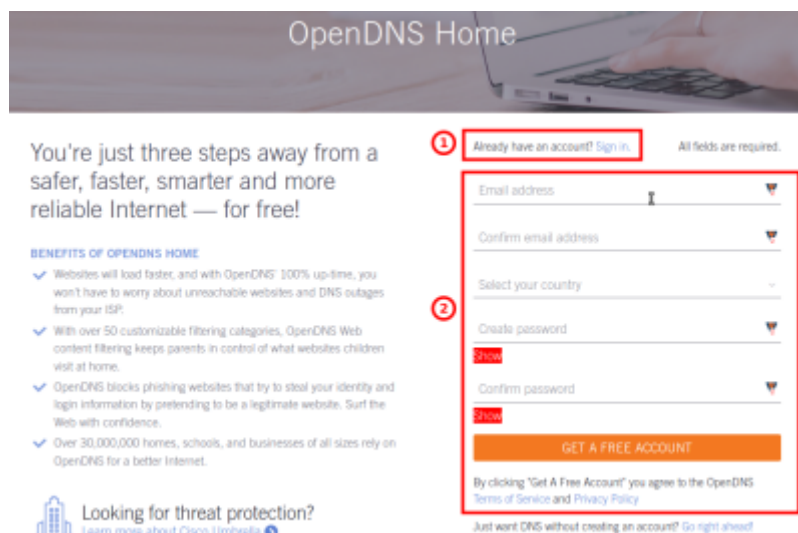 OpenDNS Home
You're just three steps away from a
safer, faster, smarter and more
reliable Internet — for free!
BENEFITS OF OPENDNS HOME
Websites will load faster, and with OpenDNS' 100% up-time, you
won't have to worry about unreachable websites and DNS outages
from your ISP.
With over 50 customizable filtering categories, OpenDNS Web
content filtering keeps parents in control of what websites children
visit at home.
OpenDNS blocks phishing websites that try to steal your identity and
login information by pretending to be a legitimate website. Surf the
Web with confidence.
Over 30,000,000 homes, schools, and businesses of all sizes rely on
OpenDNS for a better Internet.
Looking for threat protection?
Learn more about Cisco Umbrella
1
Already have an account? Sign in.
All fields are required.
2
Email address
Confirm email address
Select your country
Create password
Show
Confirm password
Show
GET A FREE ACCOUNT
By clicking "Get A Free Account" you agree to the OpenDNS
Terms of Service and Privacy Policy
Just want DNS without creating an account? Go right ahead!